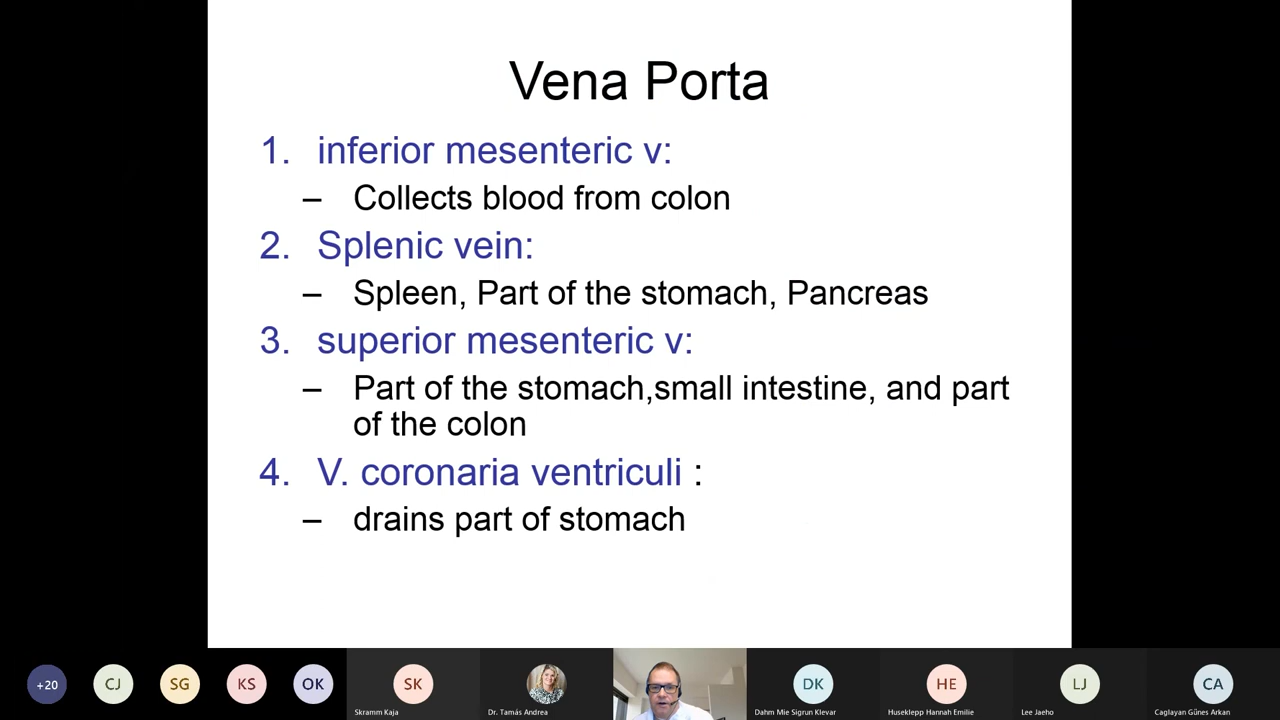 Vena Porta
1. inferior mesenteric v:
– Collects blood from colon
2. Splenic vein:
– Spleen, Part of the stomach, Pancreas
3. superior mesenteric v:
– Part of the stomach,small intestine, and part
of the colon
4. V. coronaria ventriculi :
– drains part of stomach
+20 CJ SG KS OK SK DK HE LJ CA
Skramm Kaja Dr. Tamás Andrea Dahm Mie Sigrun Klevar Huseklepp Hannah Emilie Lee Jaeho Caglayan Günes Arkan